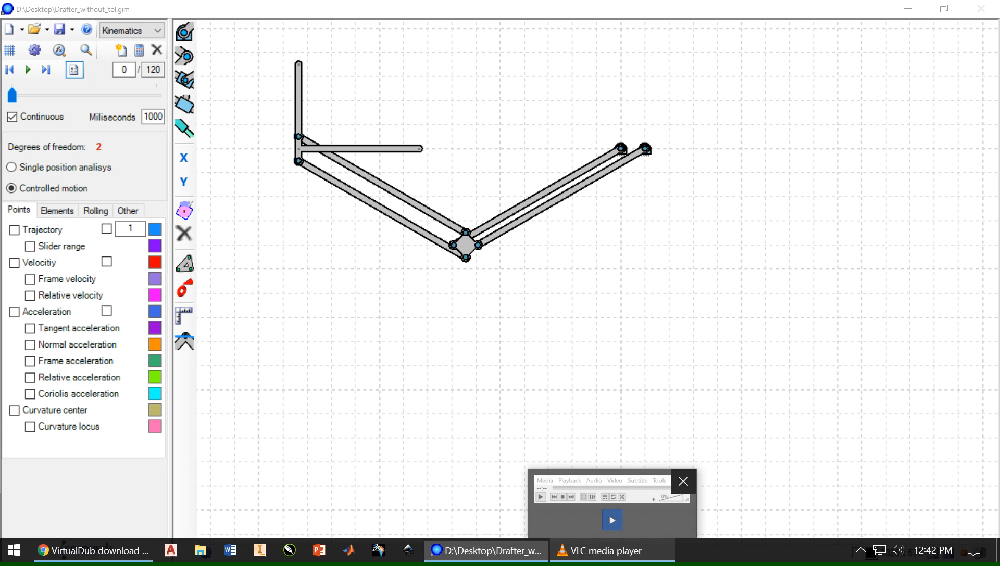 D:\Desktop\Drafter_without_tol.gim
Kinematics
0 / 120
Continuous Miliseconds 1000
Degrees of freedom: 2
Single position analisys
Controlled motion
Points Elements Rolling Other
Trajectory 1
Slider range
Velocitiy
Frame velocity
Relative velocity
Acceleration
Tangent acceleration
Normal acceleration
Frame acceleration
Relative acceleration
Coriolis acceleration
Curvature center
Curvature locus
X
Y
Media Playback Audio Video Subtitle Tools
--:--
0%
VirtualDub download ... D:\Desktop\Drafter_w... VLC media player 12:42 PM